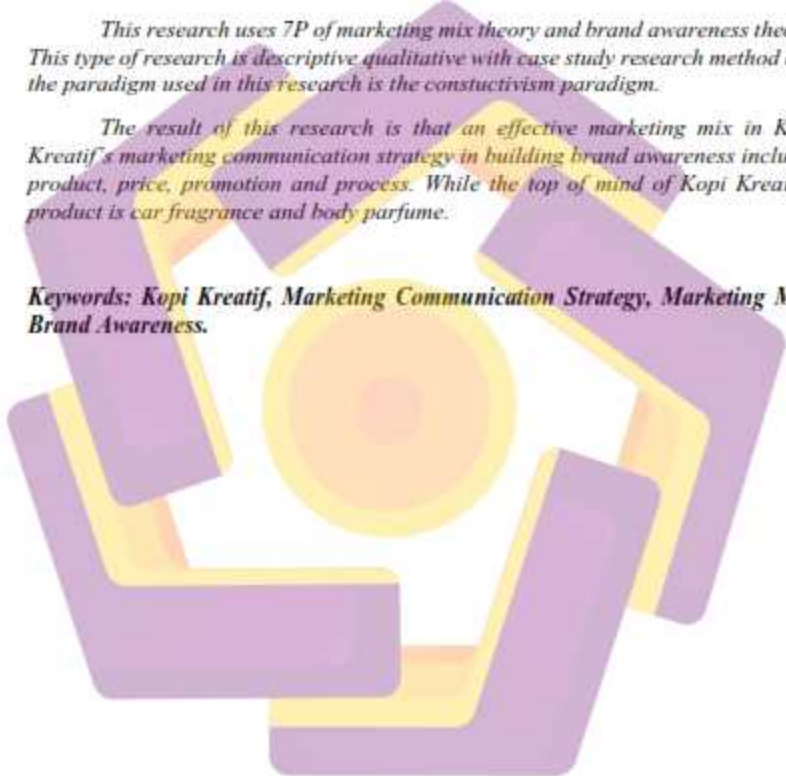 This research uses 7P of marketing mix theory and brand awareness theo
This type of research is descriptive qualitative with case study research method
the paradigm used in this research is the constuctivism paradigm.
The result of this research is that an effective marketing mix in K
Kreatif's marketing communication strategy in building brand awareness inclu
product, price, promotion and process. While the top of mind of Kopi Krea
product is car fragrance and body parfume.
Keywords: Kopi Kreatif, Marketing Communication Strategy, Marketing M
Brand Awareness.